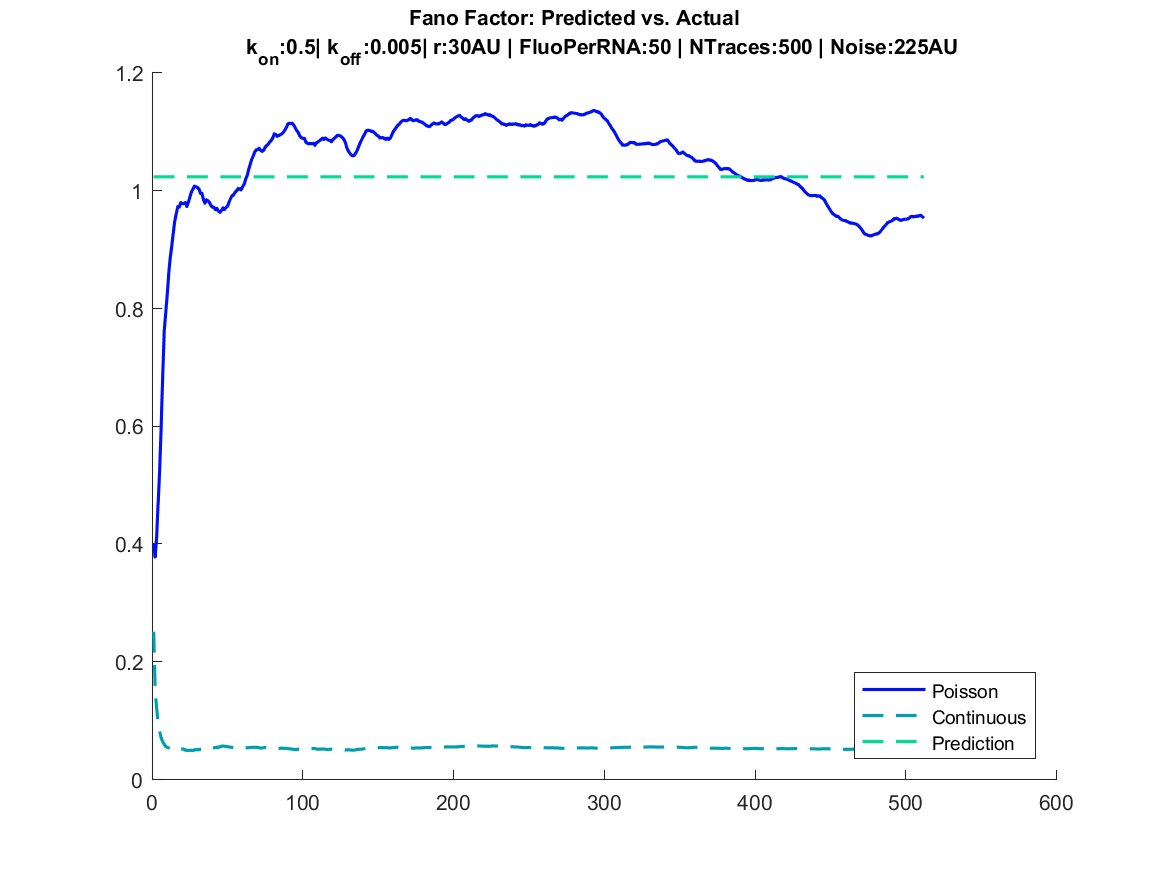 Fano Factor: Predicted vs. Actual
k_on:0.5| k_off:0.005| r:30AU | FluoPerRNA:50 | NTraces:500 | Noise:225AU
1.2
1
0.8
0.6
0.4
0.2
0
0 100 200 300 400 500 600
Poisson
Continuous
Prediction